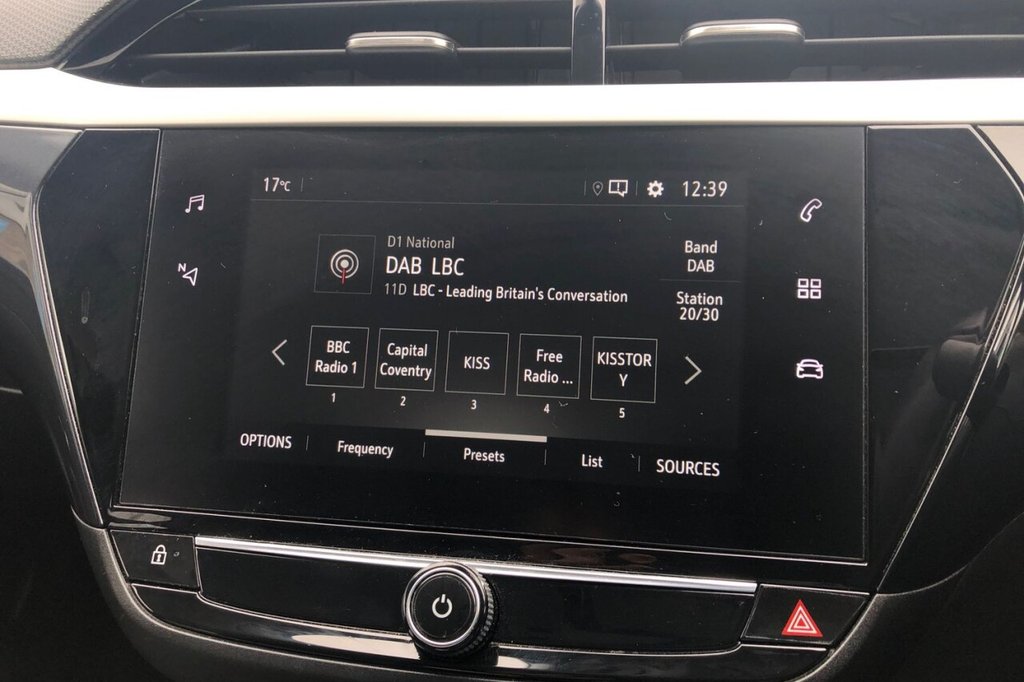 17°C
12:39
D1 National
DAB LBC
11D LBC - Leading Britain's Conversation
Band
DAB
Station
20/30
BBC
Radio 1
Capital
Coventry
KISS
Free
Radio ...
KISSTOR
Y
1
2
3
4
5
OPTIONS
Frequency
Presets
List
SOURCES
N